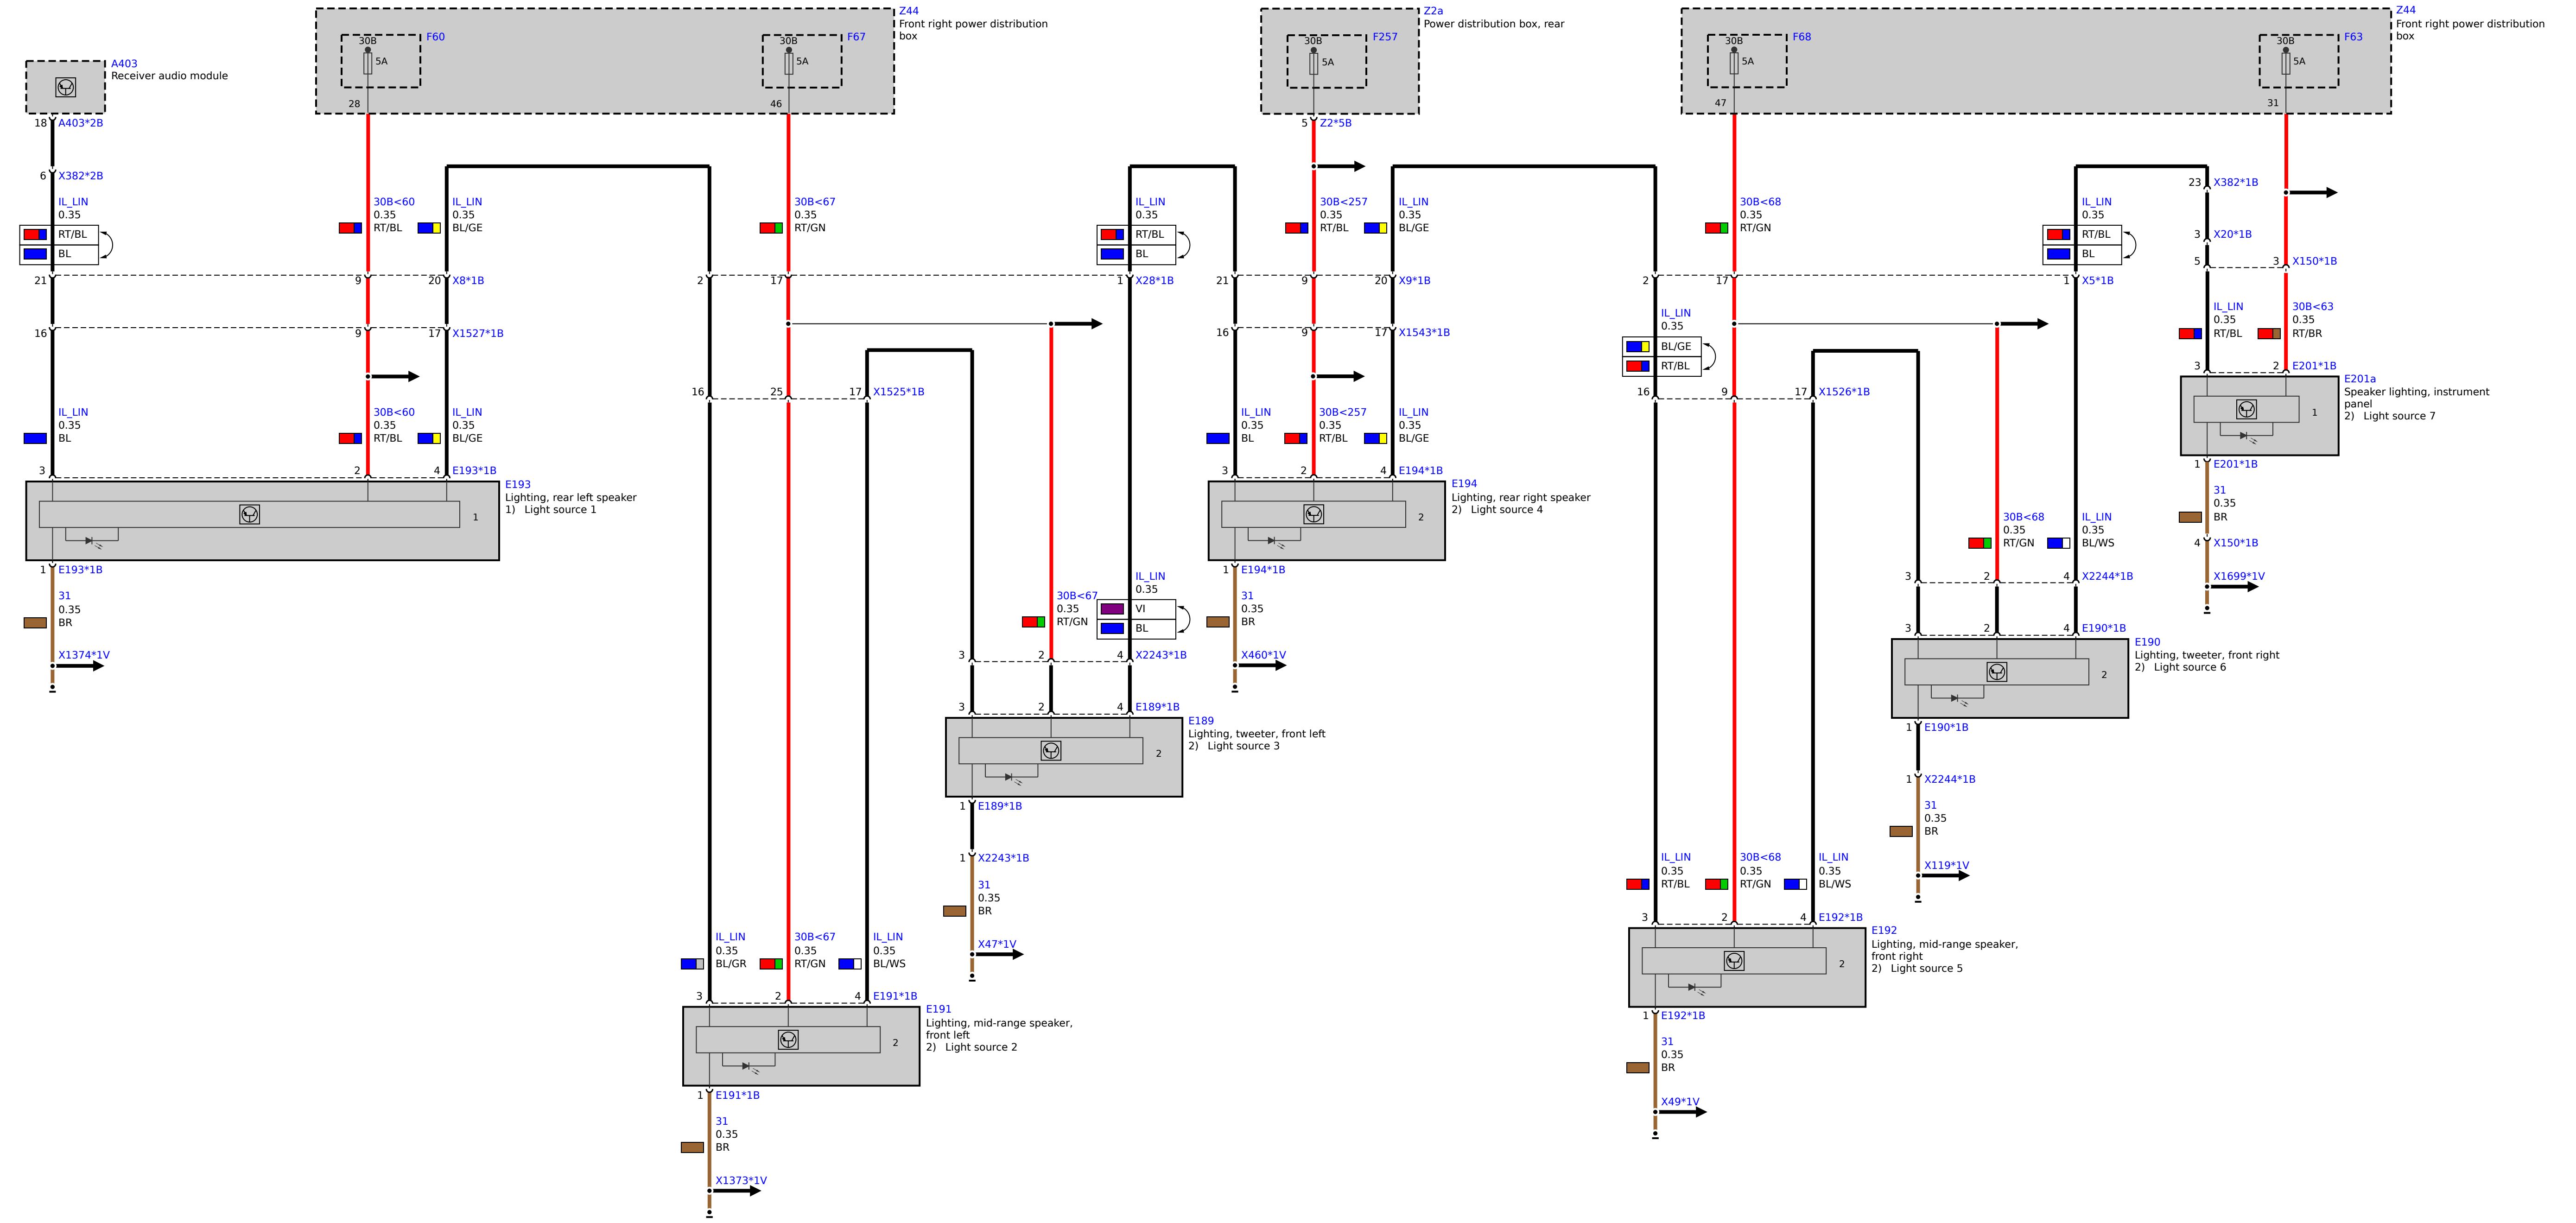 Z44
Front right power distribution
box
F60
30B
5A
28
F67
30B
5A
46
A403
Receiver audio module
18
A403*2B
6
X382*2B
IL_LIN
0.35
RT/BL
BL
30B<60
0.35
RT/BL
IL_LIN
0.35
BL/GE
30B<67
0.35
RT/GN
IL_LIN
0.35
RT/BL
BL
21
9
20
X8*1B
2
17
1
X28*1B
16
9
17
X1527*1B
16
25
17
X1525*1B
IL_LIN
0.35
BL
30B<60
0.35
RT/BL
IL_LIN
0.35
BL/GE
3
2
4
E193*1B
E193
Lighting, rear left speaker
1) Light source 1
1
1
E193*1B
31
0.35
BR
X1374*1V
30B<67
0.35
RT/GN
IL_LIN
0.35
VI
BL
3
2
4
X2243*1B
3
2
4
E189*1B
E189
Lighting, tweeter, front left
2) Light source 3
2
1
E189*1B
1
X2243*1B
31
0.35
BR
X47*1V
IL_LIN
0.35
BL/GR
30B<67
0.35
RT/GN
IL_LIN
0.35
BL/WS
3
2
4
E191*1B
E191
Lighting, mid-range speaker,
front left
2) Light source 2
2
1
E191*1B
31
0.35
BR
X1373*1V
Z2a
Power distribution box, rear
F257
30B
5A
5
Z2*5B
30B<257
0.35
RT/BL
IL_LIN
0.35
BL/GE
21
9
20
X9*1B
16
9
17
X1543*1B
IL_LIN
0.35
BL
30B<257
0.35
RT/BL
IL_LIN
0.35
BL/GE
3
2
4
E194*1B
E194
Lighting, rear right speaker
2) Light source 4
2
1
E194*1B
31
0.35
BR
X460*1V
Z44
Front right power distribution
box
F68
30B
5A
47
F63
30B
5A
31
30B<68
0.35
RT/GN
IL_LIN
0.35
RT/BL
BL
2
17
1
X5*1B
IL_LIN
0.35
BL/GE
RT/BL
16
9
17
X1526*1B
23
X382*1B
3
X20*1B
5
3
X150*1B
IL_LIN
0.35
RT/BL
30B<63
0.35
RT/BR
3
2
E201*1B
E201a
Speaker lighting, instrument
panel
2) Light source 7
1
1
E201*1B
31
0.35
BR
4
X150*1B
X1699*1V
30B<68
0.35
RT/GN
IL_LIN
0.35
BL/WS
3
2
4
X2244*1B
3
2
4
E190*1B
E190
Lighting, tweeter, front right
2) Light source 6
2
1
E190*1B
1
X2244*1B
31
0.35
BR
X119*1V
IL_LIN
0.35
RT/BL
30B<68
0.35
RT/GN
IL_LIN
0.35
BL/WS
3
2
4
E192*1B
E192
Lighting, mid-range speaker,
front right
2) Light source 5
2
1
E192*1B
31
0.35
BR
X49*1V